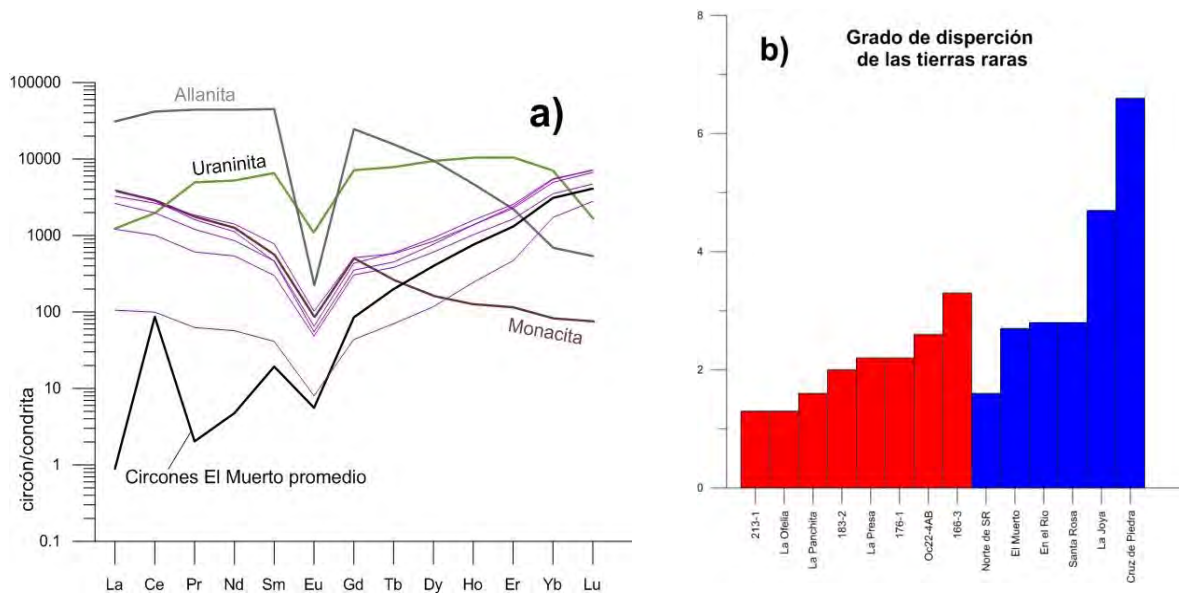 a)
100000
10000
1000
100
10
1
0.1
circón/condrita
Allanita
Uraninita
Monacita
Circones El Muerto promedio
La Ce Pr Nd Sm Eu Gd Tb Dy Ho Er Yb Lu
b)
Grado de disperción
de las tierras raras
8
6
4
2
0
213-1
La Ofelia
La Panchita
183-2
La Presa
176-1
Oc22-4AB
166-3
Norte de SR
El Muerto
En el Rio
Santa Rosa
La Joya
Cruz de Piedra